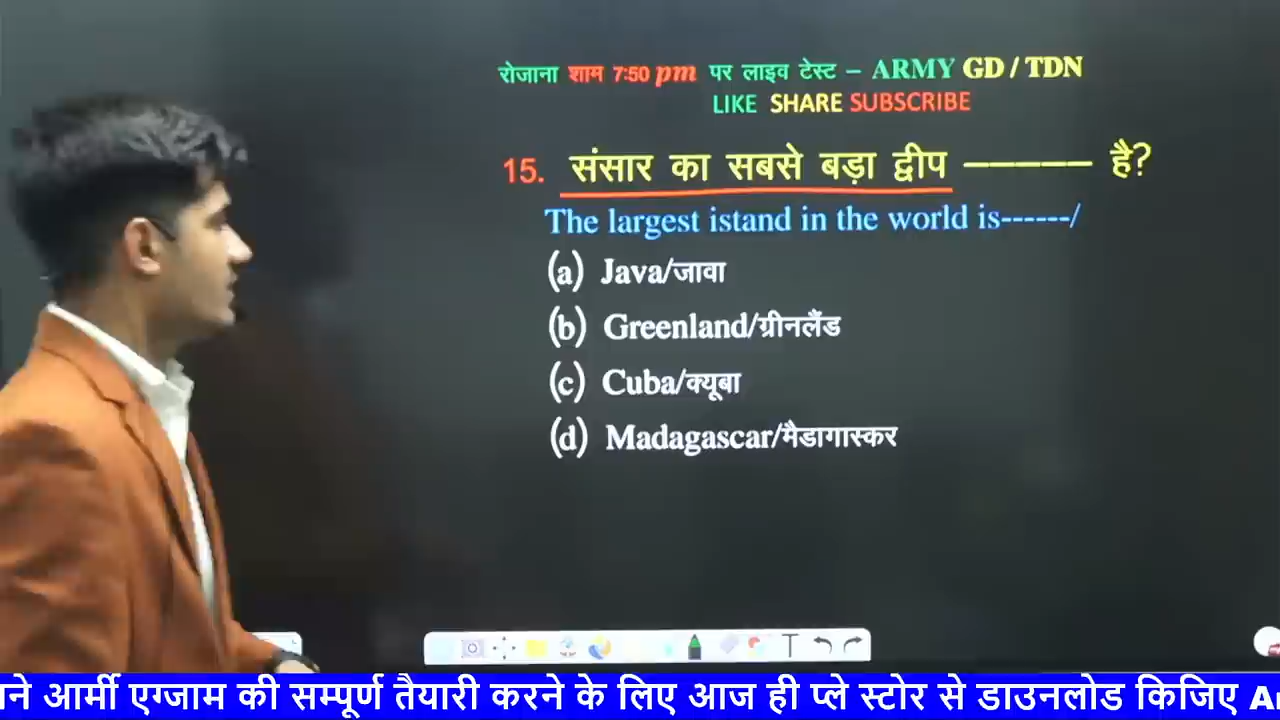 रोजाना शाम 7:50 pm पर लाइव टेस्ट – ARMY GD / TDN
LIKE SHARE SUBSCRIBE
15. संसार का सबसे बड़ा द्वीप ––––– है?
The largest istand in the world is------/
(a) Java/जावा
(b) Greenland/ग्रीनलैंड
(c) Cuba/क्यूबा
(d) Madagascar/मैडागास्कर
T
आर्मी एग्जाम की सम्पूर्ण तैयारी करने के लिए आज ही प्ले स्टोर से डाउनलोड किजिए